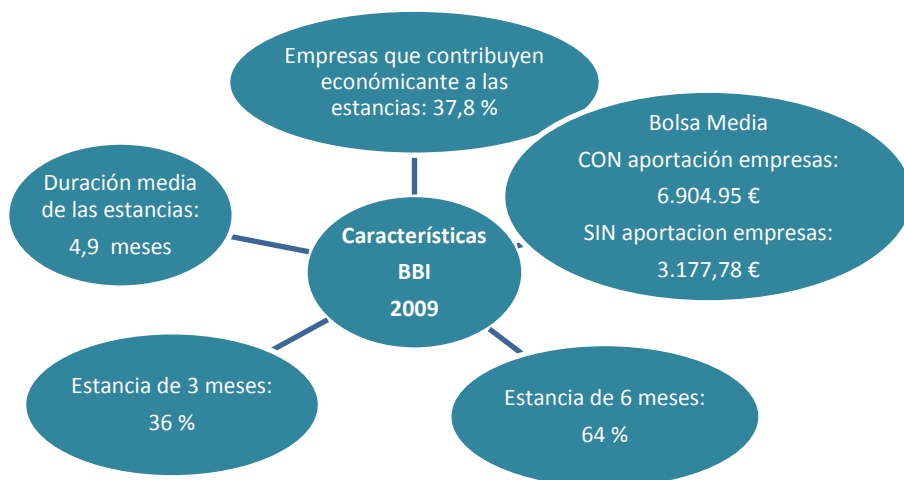 Empresas que contribuyen
económicante a las
estancias: 37,8 %
Bolsa Media
CON aportación empresas:
6.904.95 €
SIN aportacion empresas:
3.177,78 €
Duración media
de las estancias:
4,9 meses
Características
BBI
2009
Estancia de 3 meses:
36 %
Estancia de 6 meses:
64 %